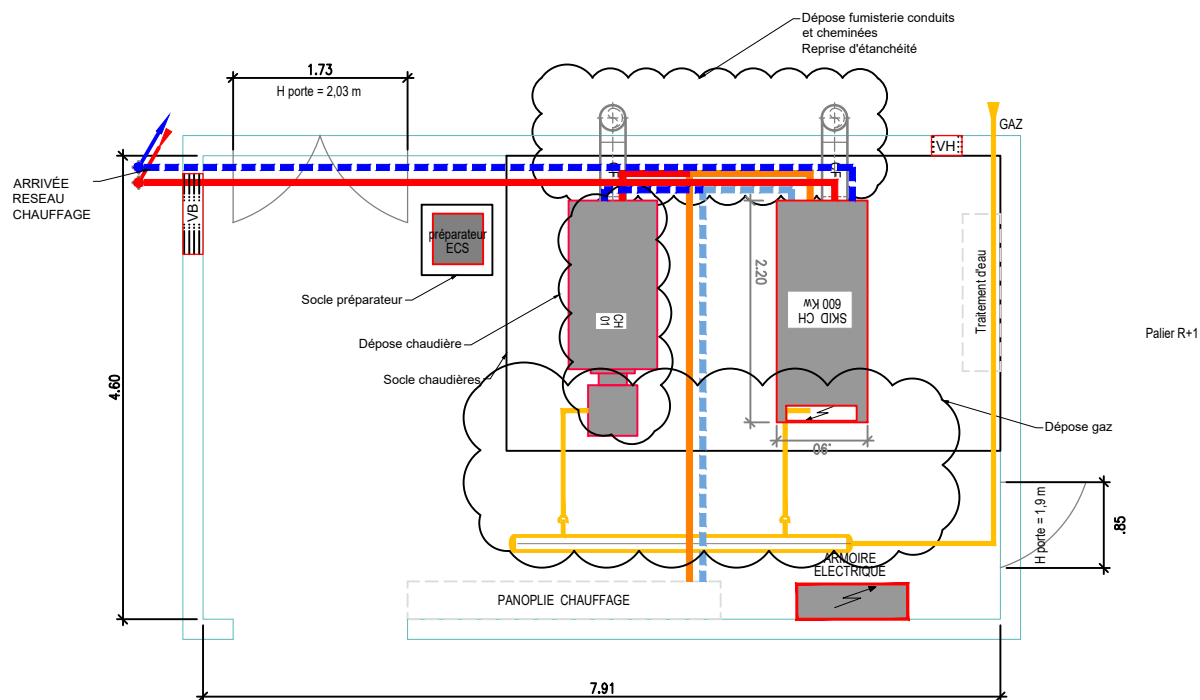 Dépose fumisterie conduits
et cheminées
Reprise d'étanchéité
1.73
H porte = 2,03 m
GAZ
VH
ARRIVÉE
RESEAU
CHAUFFAGE
VB
préparateur
ECS
Socle préparateur
2.20
SKID CH
600 Kw
CH
01
Traitement d'eau
Palier R+1
Dépose chaudière
Socle chaudières
4.60
.90
Dépose gaz
H porte = 1,9 m
.85
ARMOIRE
ELECTRIQUE
PANOPLIE CHAUFFAGE
7.91